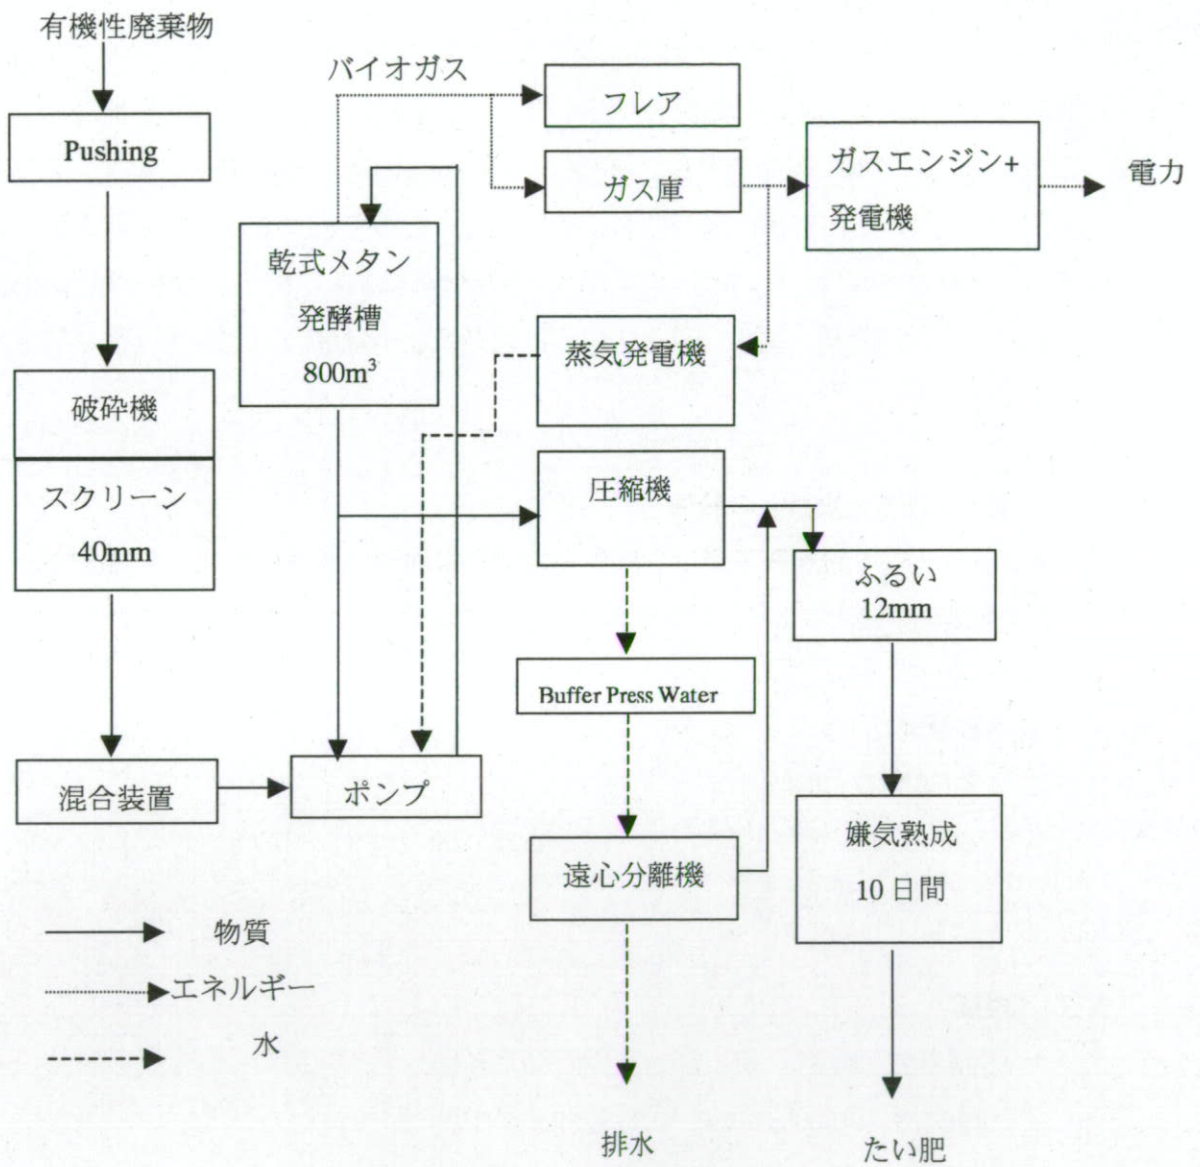 有機性廃棄物
Pushing
破砕機
スクリーン
40mm
混合装置
バイオガス
乾式メタン
発酵槽
800m³
ポンプ
フレア
ガス庫
ガスエンジン+
発電機
電力
蒸気発電機
圧縮機
Buffer Press Water
遠心分離機
ふるい
12mm
嫌気熟成
10日間
物質
エネルギー
水
排水
たい肥